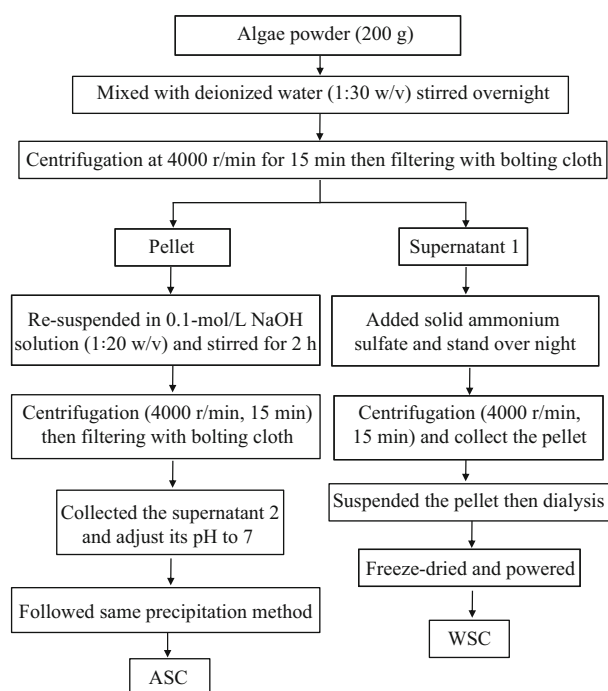 Algae powder (200 g)
Mixed with deionized water (1:30 w/v) stirred overnight
Centrifugation at 4000 r/min for 15 min then filtering with bolting cloth
Pellet
Re-suspended in 0.1-mol/L NaOH
solution (1:20 w/v) and stirred for 2 h
Centrifugation (4000 r/min, 15 min)
then filtering with bolting cloth
Collected the supernatant 2
and adjust its pH to 7
Followed same precipitation method
ASC
Supernatant 1
Added solid ammonium
sulfate and stand over night
Centrifugation (4000 r/min,
15 min) and collect the pellet
Suspended the pellet then dialysis
Freeze-dried and powered
WSC